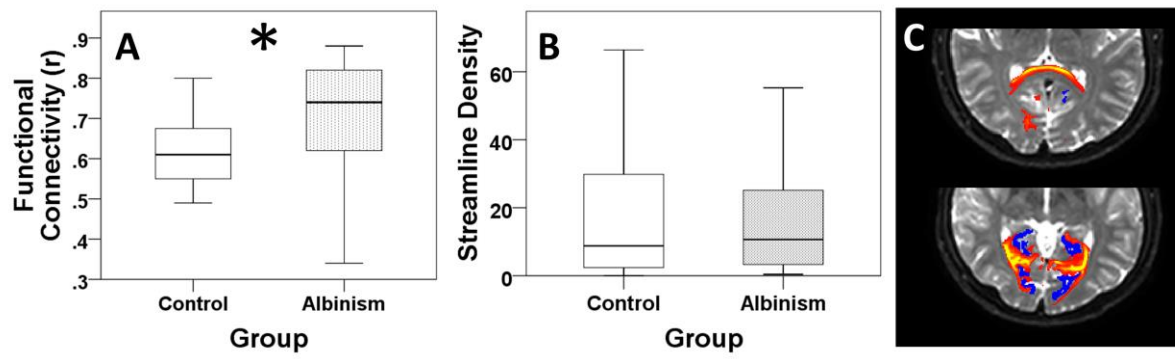 A
*
Functional
Connectivity (r)
.9
.8
.7
.6
.5
.4
.3
Control
Albinism
Group
B
Streamline Density
60
40
20
0
Control
Albinism
Group
C